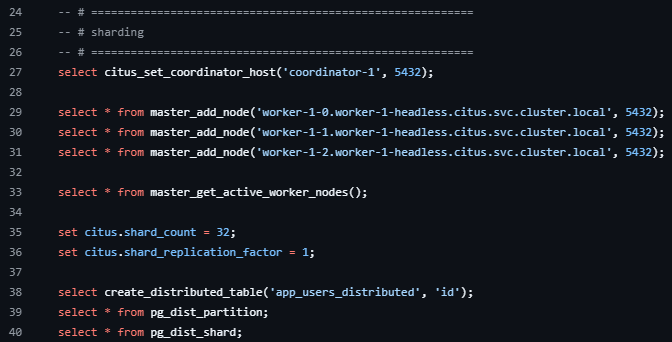 24 -- # ==========================================================
25 -- # sharding
26 -- # ==========================================================
27 select citus_set_coordinator_host('coordinator-1', 5432);
28
29 select * from master_add_node('worker-1-0.worker-1-headless.citus.svc.cluster.local', 5432);
30 select * from master_add_node('worker-1-1.worker-1-headless.citus.svc.cluster.local', 5432);
31 select * from master_add_node('worker-1-2.worker-1-headless.citus.svc.cluster.local', 5432);
32
33 select * from master_get_active_worker_nodes();
34
35 set citus.shard_count = 32;
36 set citus.shard_replication_factor = 1;
37
38 select create_distributed_table('app_users_distributed', 'id');
39 select * from pg_dist_partition;
40 select * from pg_dist_shard;